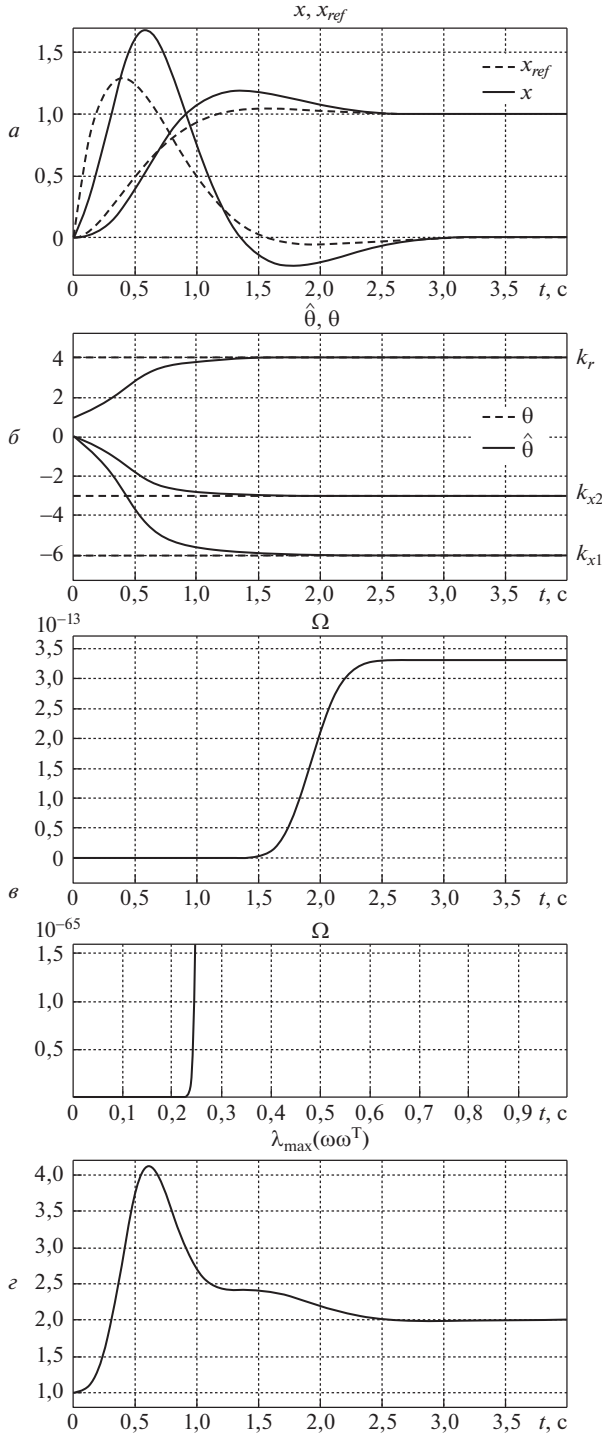 x, x_ref
1,5
1,0
0,5
0
x_ref
x
а
0 0,5 1,0 1,5 2,0 2,5 3,0 3,5 t, с
θ̂, θ
4
2
0
−2
−4
−6
k_r
k_x2
k_x1
θ
θ̂
б
0 0,5 1,0 1,5 2,0 2,5 3,0 3,5 t, с
10^−13
Ω
3,5
3,0
2,5
2,0
1,5
1,0
0,5
0
0 0,5 1,0 1,5 2,0 2,5 3,0 3,5 t, с
в
10^−65
Ω
1,5
1,0
0,5
0 0,1 0,2 0,3 0,4 0,5 0,6 0,7 0,8 0,9 t, с
λ_max(ωω^T)
4,0
3,5
3,0
2,5
2,0
1,5
1,0
г
0 0,5 1,0 1,5 2,0 2,5 3,0 3,5 t, с